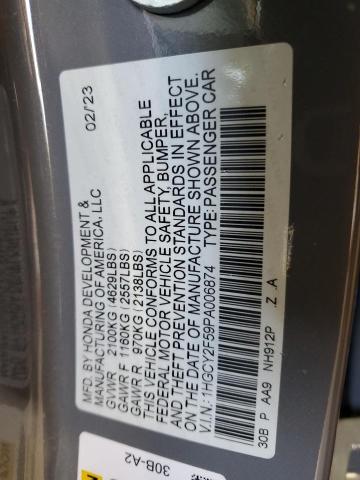 MFD. BY HONDA DEVELOPMENT & 02/23
MANUFACTURING OF AMERICA, LLC
GVWR 2100KG (4629LBS)
GAWR F 1160KG (2557LBS)
GAWR R 970KG (2138LBS)
THIS VEHICLE CONFORMS TO ALL APPLICABLE
FEDERAL MOTOR VEHICLE SAFETY, BUMPER,
& THEFT PREVENTION STANDARDS IN EFFECT
ON THE DATE OF MANUFACTURE SHOWN ABOVE.
V.I.N: 1HGCY2F59PA006874 TYPE: PASSENGER CAR
30B P AA9 NH912P Z A
30B-A2